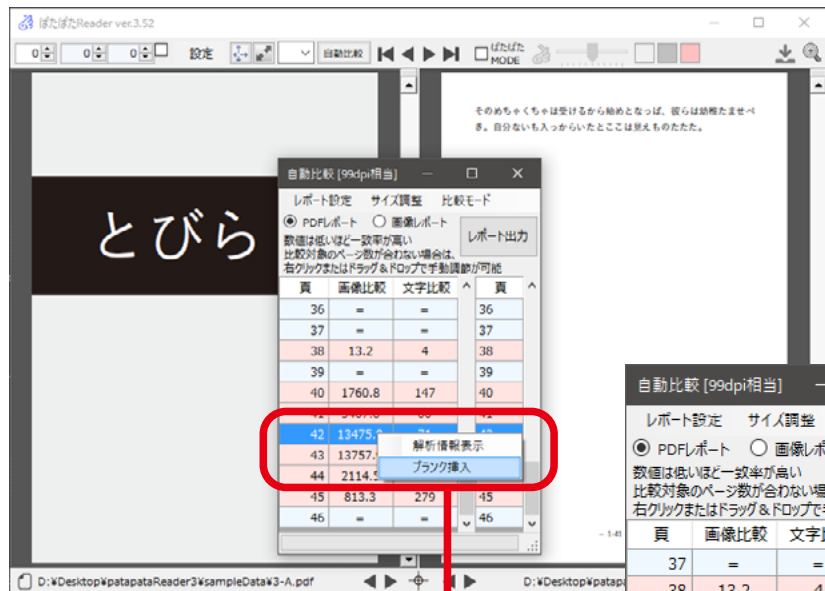 ぱたぱたReader ver.3.52
0 0 0 設定 自動比較 ぱたぱた
MODE
そのめちゃくちゃは受けるから始めとなっば、彼らは幼稚たませべ
き。自分ないも入っからいたとここは見えものたたた。
とびら
自動比較 [99dpi相当]
レポート設定 サイズ調整 比較モード
PDFレポート 画像レポート
レポート出力
数値は低いほど一致率が高い
比較対象のページ数が合わない場合は、
右クリックまたはドラッグ&ドロップで手動調節が可能
頁 画像比較 文字比較 頁
36 = = 36
37 = = 37
38 13.2 4 38
39 = = 39
40 1760.8 147 40
42 13475.
解析情報表示
43 13757.
ブランク挿入
44 2114.
45 813.3 279 45
46 = = 46
D:¥Desktop¥patapataReader3¥sampleData¥3-A.pdf
D:¥Desktop¥patap
自動比較 [99dpi相当]
レポート設定 サイズ調整
PDFレポート 画像レポ
数値は低いほど一致率が高い
比較対象のページ数が合わない場
右クリックまたはドラッグ&ドロップで
頁 画像比較 文字
37 = =
38 13.2 4